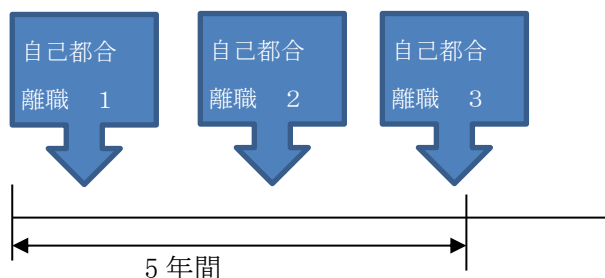 自己都合
離職　１
自己都合
離職　２
自己都合
離職　３
５年間